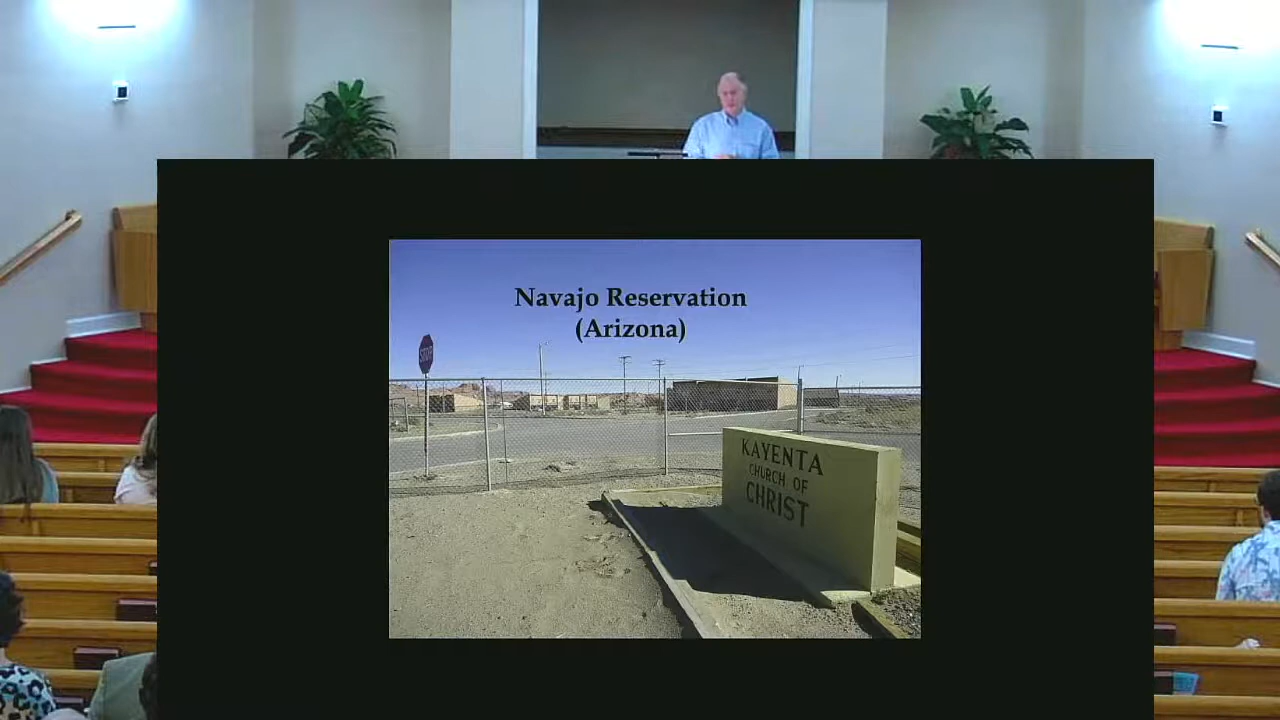 Navajo Reservation
(Arizona)
STOP
KAYENTA
CHURCH OF
CHRIST